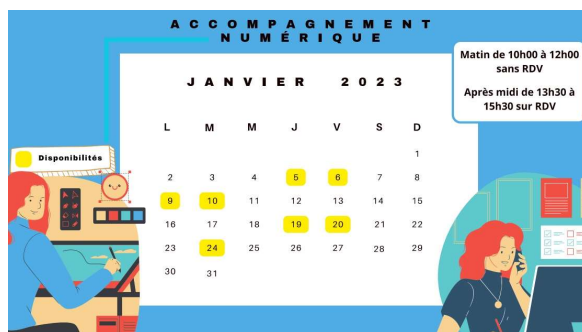 ACCOMPAGNEMENT
NUMÉRIQUE
Matin de 10h00 à 12h00
sans RDV
Après midi de 13h30 à
15h30 sur RDV
JANVIER 2023
L M M J V S D
Disponibilités
1
2 3 4 5 6 7 8
9 10 11 12 13 14 15
16 17 18 19 20 21 22
23 24 25 26 27 28 29
30 31